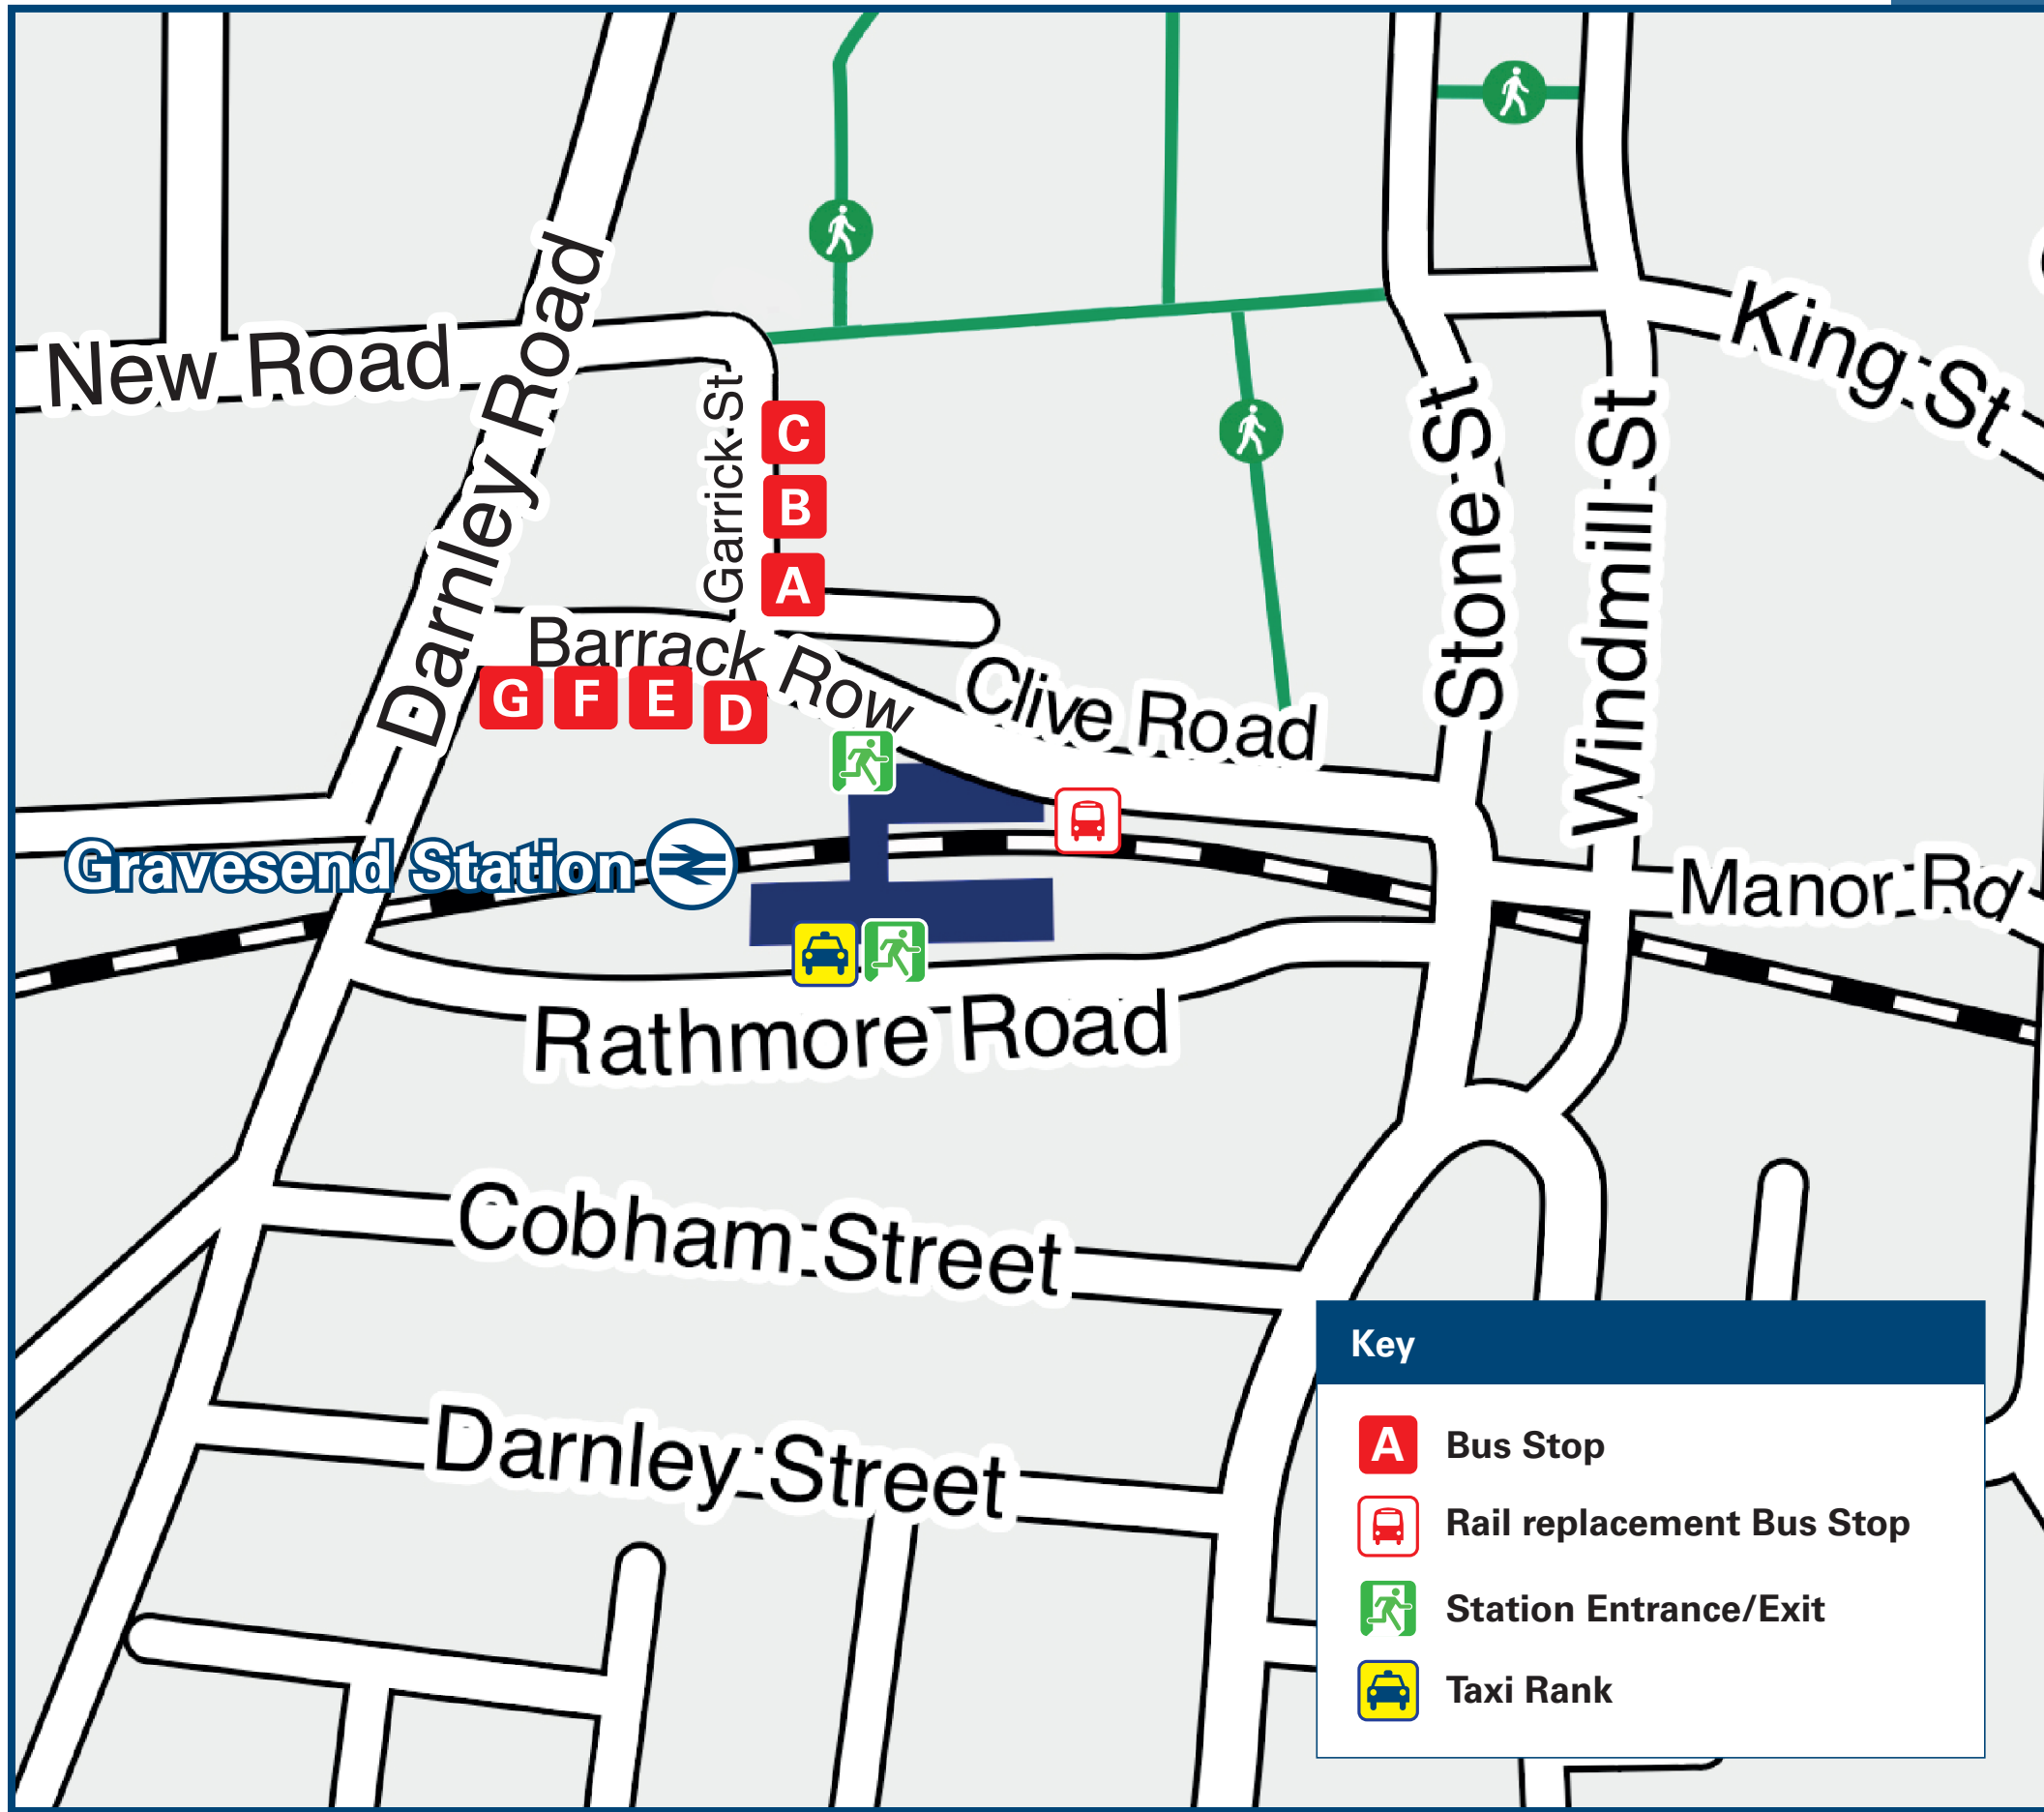 New Road
Darnley Road
Garrick St
C
B
A
Barrack Row
G
F
E
D
Clive Road
Stone St
Windmill St
King St
Manor Rd
Gravesend Station
Rathmore Road
Cobham Street
Darnley Street
Key
A Bus Stop
Rail replacement Bus Stop
Station Entrance/Exit
Taxi Rank